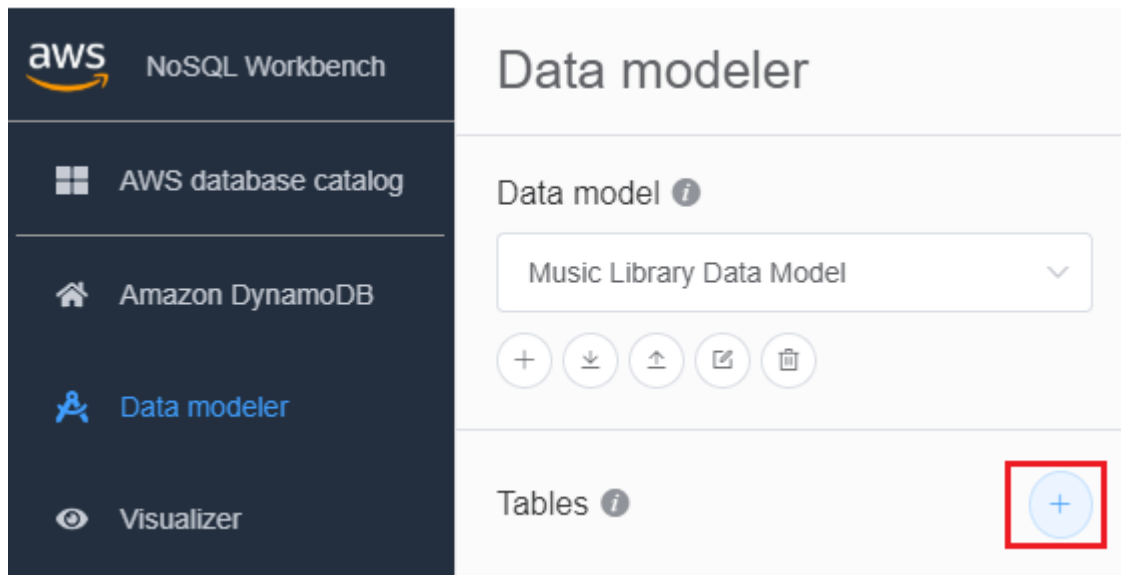 aws
NoSQL Workbench
AWS database catalog
Amazon DynamoDB
Data modeler
Visualizer
Data modeler
Data model
Music Library Data Model
Tables